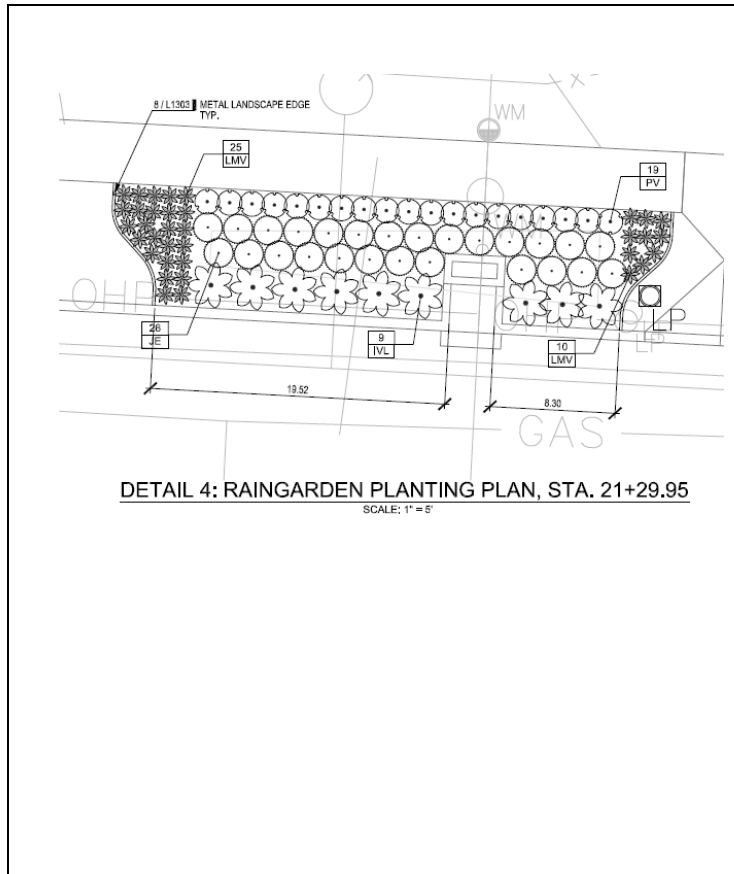 8 / L1303 METAL LANDSCAPE EDGE
TYP.
WM
25
LMV
19
PV
OHP
LP
LP
26
JE
9
IVL
10
LMV
19.52
8.30
GAS
DETAIL 4: RAINGARDEN PLANTING PLAN, STA. 21+29.95
SCALE: 1" = 5'